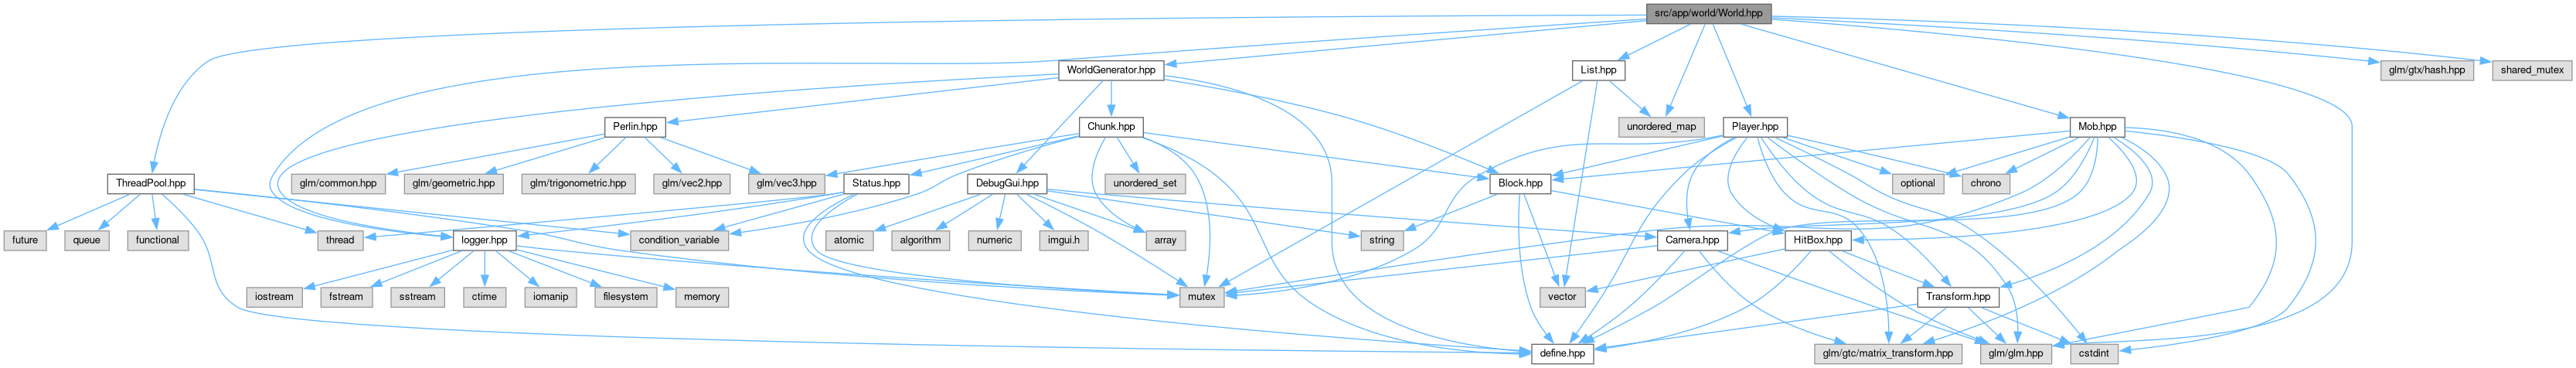 src/app/world/World.hpp
WorldGenerator.hpp
List.hpp
glm/gtx/hash.hpp
shared_mutex
Perlin.hpp
Chunk.hpp
unordered_map
Player.hpp
Mob.hpp
ThreadPool.hpp
glm/common.hpp
glm/geometric.hpp
glm/trigonometric.hpp
glm/vec2.hpp
glm/vec3.hpp
Status.hpp
DebugGui.hpp
unordered_set
Block.hpp
optional
chrono
future
queue
functional
thread
logger.hpp
condition_variable
atomic
algorithm
numeric
imgui.h
array
string
Camera.hpp
HitBox.hpp
iostream
fstream
sstream
ctime
iomanip
filesystem
memory
mutex
vector
Transform.hpp
define.hpp
glm/gtc/matrix_transform.hpp
glm/glm.hpp
cstdint